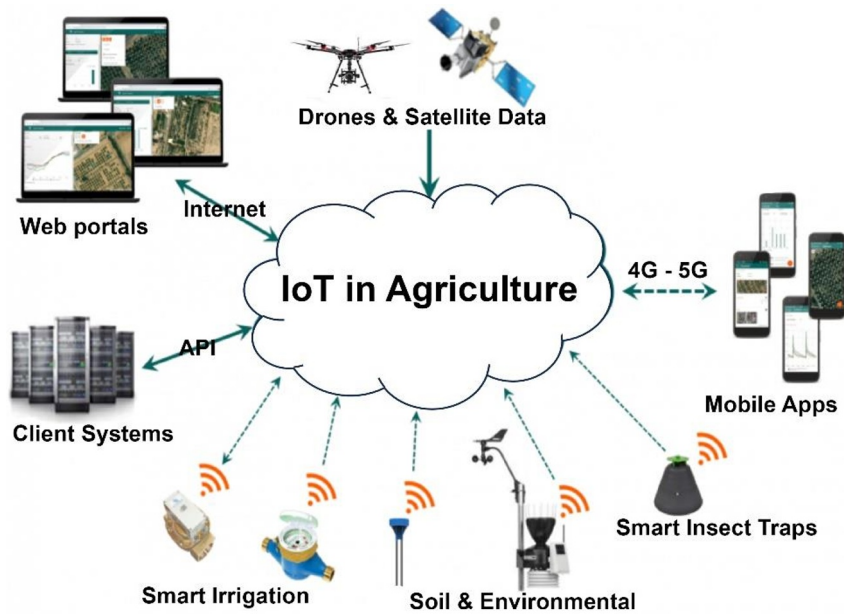 Drones & Satellite Data
Web portals
Internet
IoT in Agriculture
4G - 5G
API
Client Systems
Mobile Apps
Smart Insect Traps
Smart Irrigation
Soil & Environmental